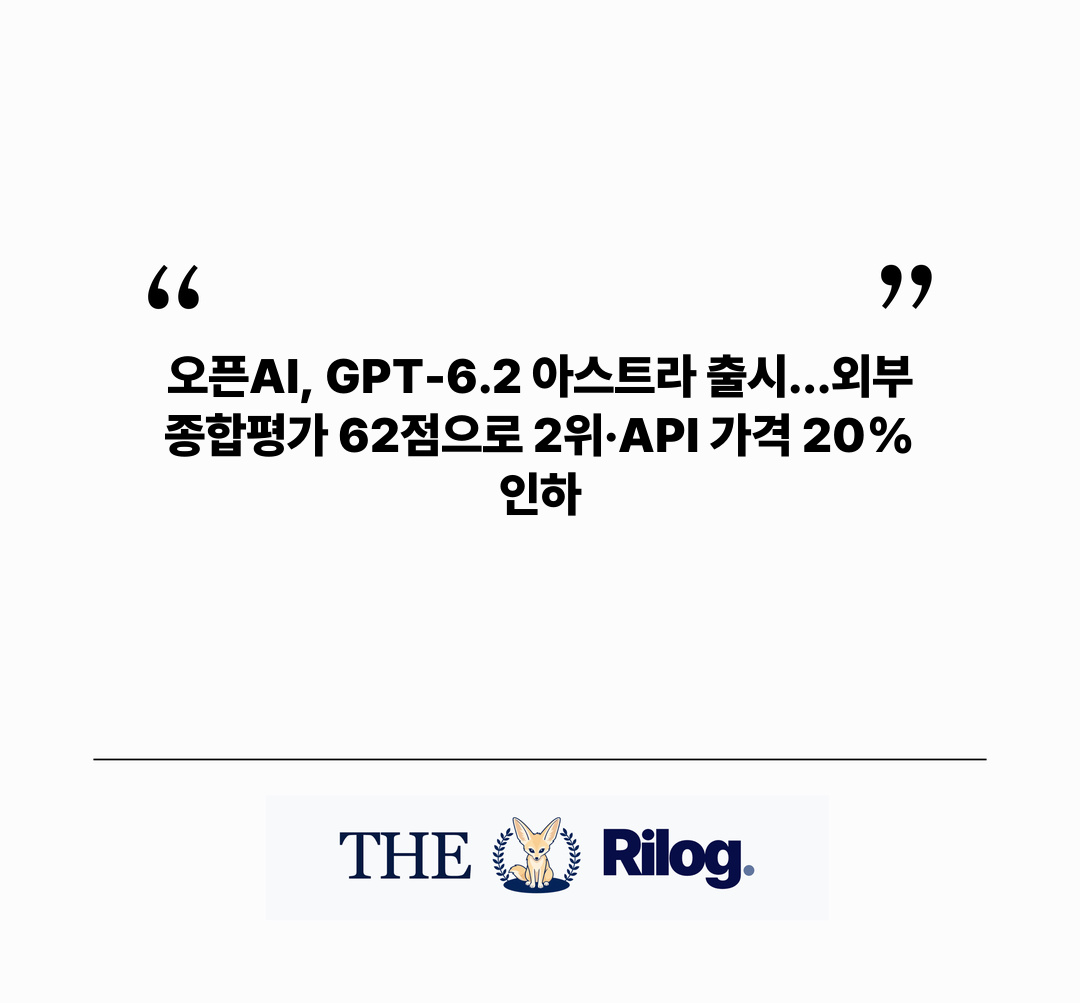 “ ”
오픈AI, GPT-6.2 아스트라 출시...외부
종합평가 62점으로 2위·API 가격 20%
인하
THE Rilog.